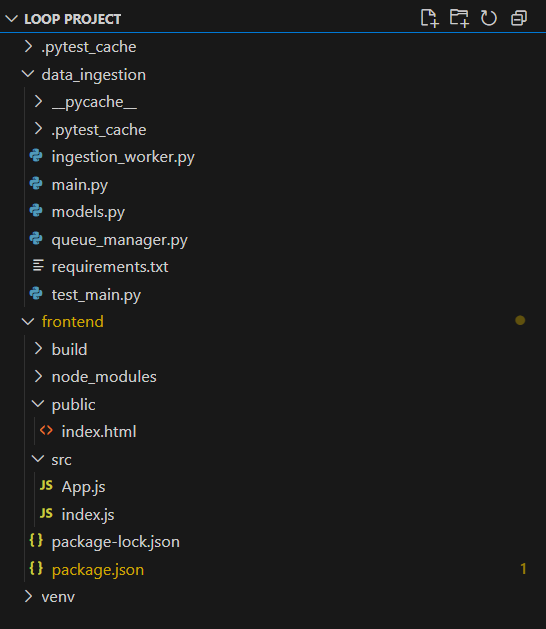 LOOP PROJECT
.pytest_cache
data_ingestion
__pycache__
.pytest_cache
ingestion_worker.py
main.py
models.py
queue_manager.py
requirements.txt
test_main.py
frontend
build
node_modules
public
<> index.html
src
JS App.js
JS index.js
{} package-lock.json
{} package.json 1
venv